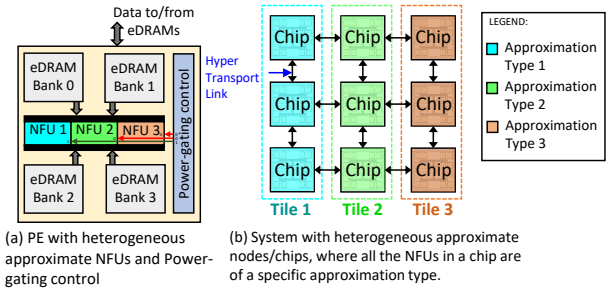 Data to/from
eDRAMs
eDRAM
Bank 0
eDRAM
Bank 1
NFU 1
NFU 2
NFU 3
eDRAM
Bank 2
eDRAM
Bank 3
Power-gating control
(a) PE with heterogeneous
approximate NFUs and Power-
gating control
Chip
Chip
Chip
Hyper
Transport
Link
Chip
Chip
Chip
Chip
Chip
Chip
Tile 1
Tile 2
Tile 3
(b) System with heterogeneous approximate
nodes/chips, where all the NFUs in a chip are
of a specific approximation type.
LEGEND:
Approximation
Type 1
Approximation
Type 2
Approximation
Type 3